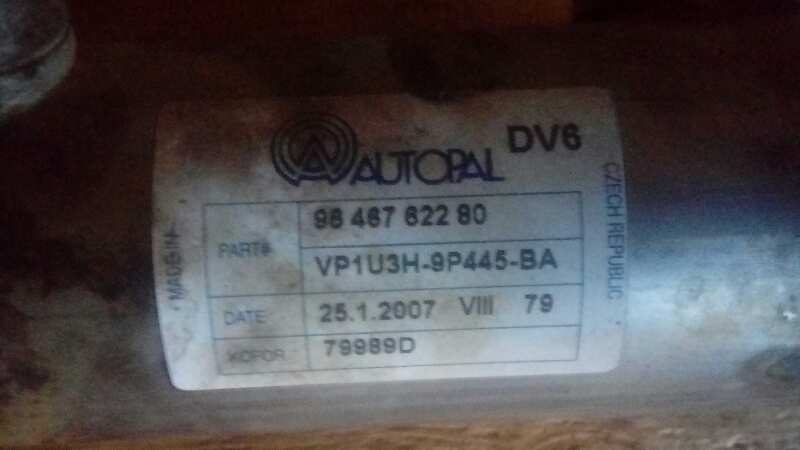 AUTOPAL DV6
PART# 96 467 622 80
VP1U3H-9P445-BA
DATE 25.1.2007 VIII 79
KOFOR 79989D
MADE IN
CZECH REPUBLIC